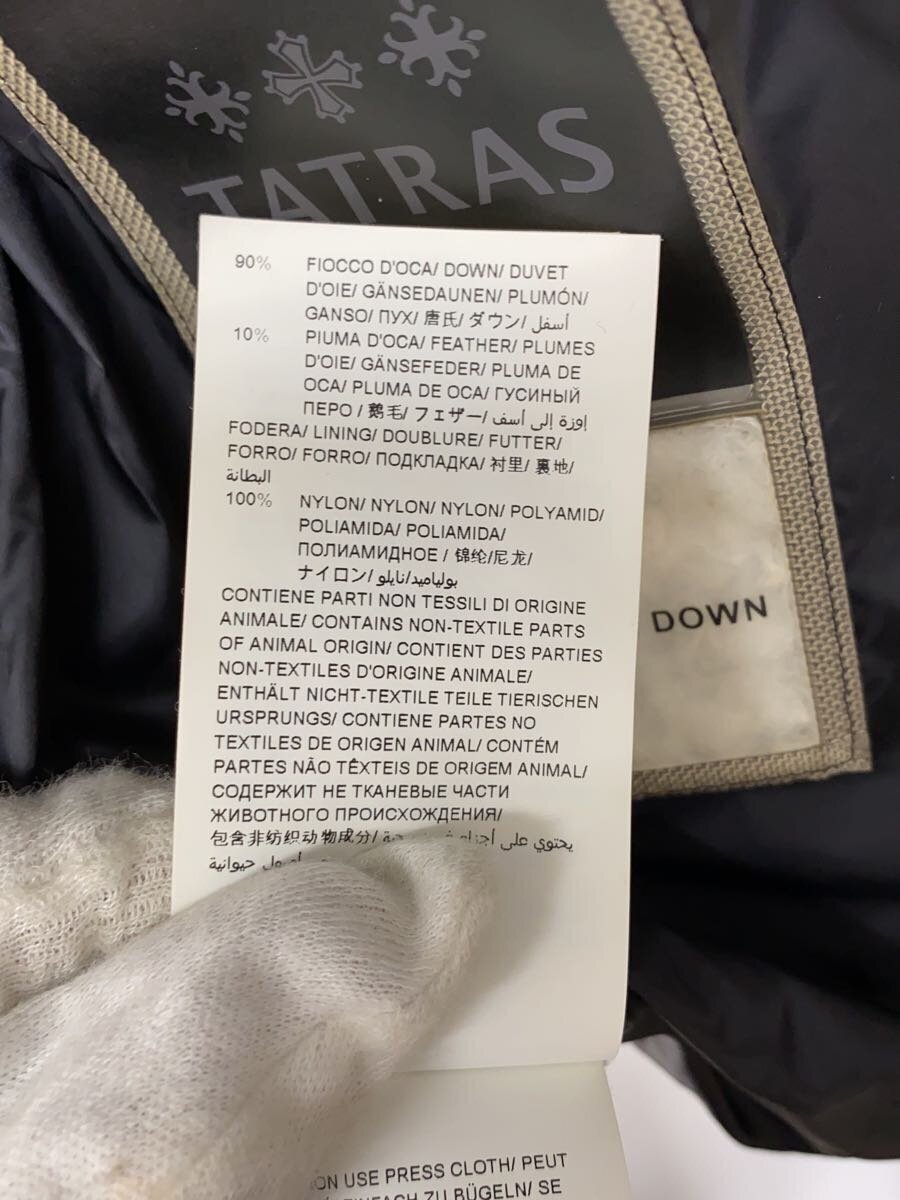 TATRAS
90% FIOCCO D'OCA/ DOWN/ DUVET
D'OIE/ GÄNSEDAUNEN/ PLUMÓN/
GANSO/ ПУХ/ 唐氏/ ダウン/ أسفل
10% PIUMA D'OCA/ FEATHER/ PLUMES
D'OIE/ GÄNSEFEDER/ PLUMA DE
OCA/ PLUMA DE OCA/ ГУСИНЫЙ
ПЕРО / 鹅毛/ フェザー/ إوزة إلى أسف
FODERA/ LINING/ DOUBLURE/ FUTTER/
FORRO/ FORRO/ ПОДКЛАДКА/ 衬里/ 裏地/
البطانة
100% NYLON/ NYLON/ NYLON/ POLYAMID/
POLIAMIDA/ POLIAMIDA/
ПОЛИАМИДНОЕ / 锦纶/尼龙/
ナイロン/ بولياميد/نايلو
CONTIENE PARTI NON TESSILI DI ORIGINE
ANIMALE/ CONTAINS NON-TEXTILE PARTS
OF ANIMAL ORIGIN/ CONTIENT DES PARTIES
NON-TEXTILES D'ORIGINE ANIMALE/
ENTHÄLT NICHT-TEXTILE TEILE TIERISCHEN
URSPRUNGS/ CONTIENE PARTES NO
TEXTILES DE ORIGEN ANIMAL/ CONTÉM
PARTES NÃO TÊXTEIS DE ORIGEM ANIMAL/
СОДЕРЖИТ НЕ ТКАНЕВЫЕ ЧАСТИ
ЖИВОТНОГО ПРОИСХОЖДЕНИЯ/
包含非纺织动物成分/ يحتوي على أجزاء
حيوانية
DOWN
USE PRESS CLOTH/ PEUT
ZU BÜGELN/ SE